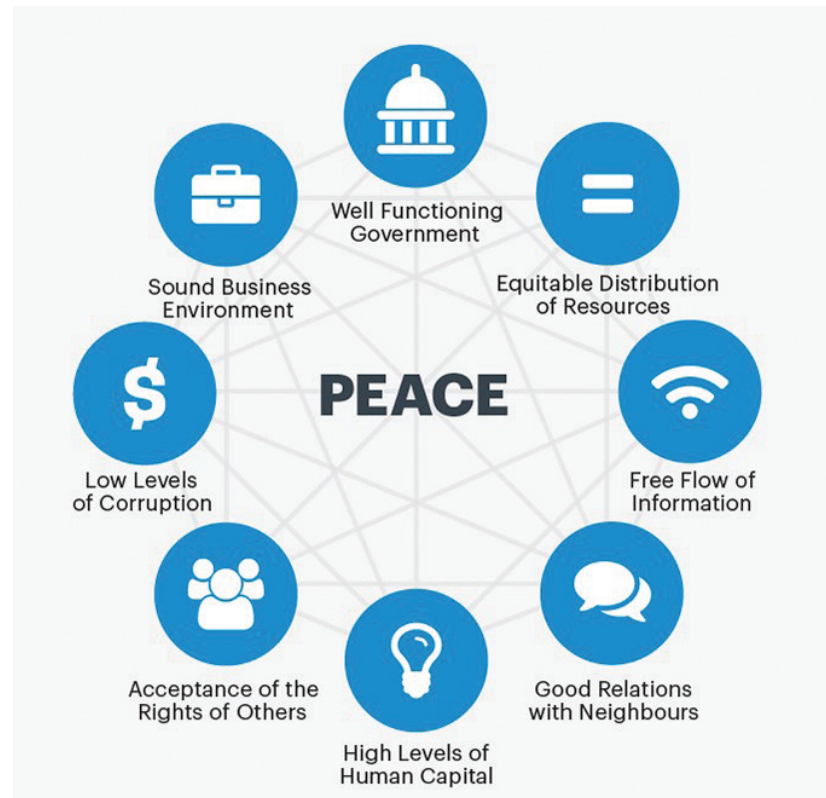 Well Functioning
Government
Equitable Distribution
of Resources
Sound Business
Environment
PEACE
Free Flow of
Information
Low Levels
of Corruption
Good Relations
with Neighbours
Acceptance of the
Rights of Others
High Levels of
Human Capital